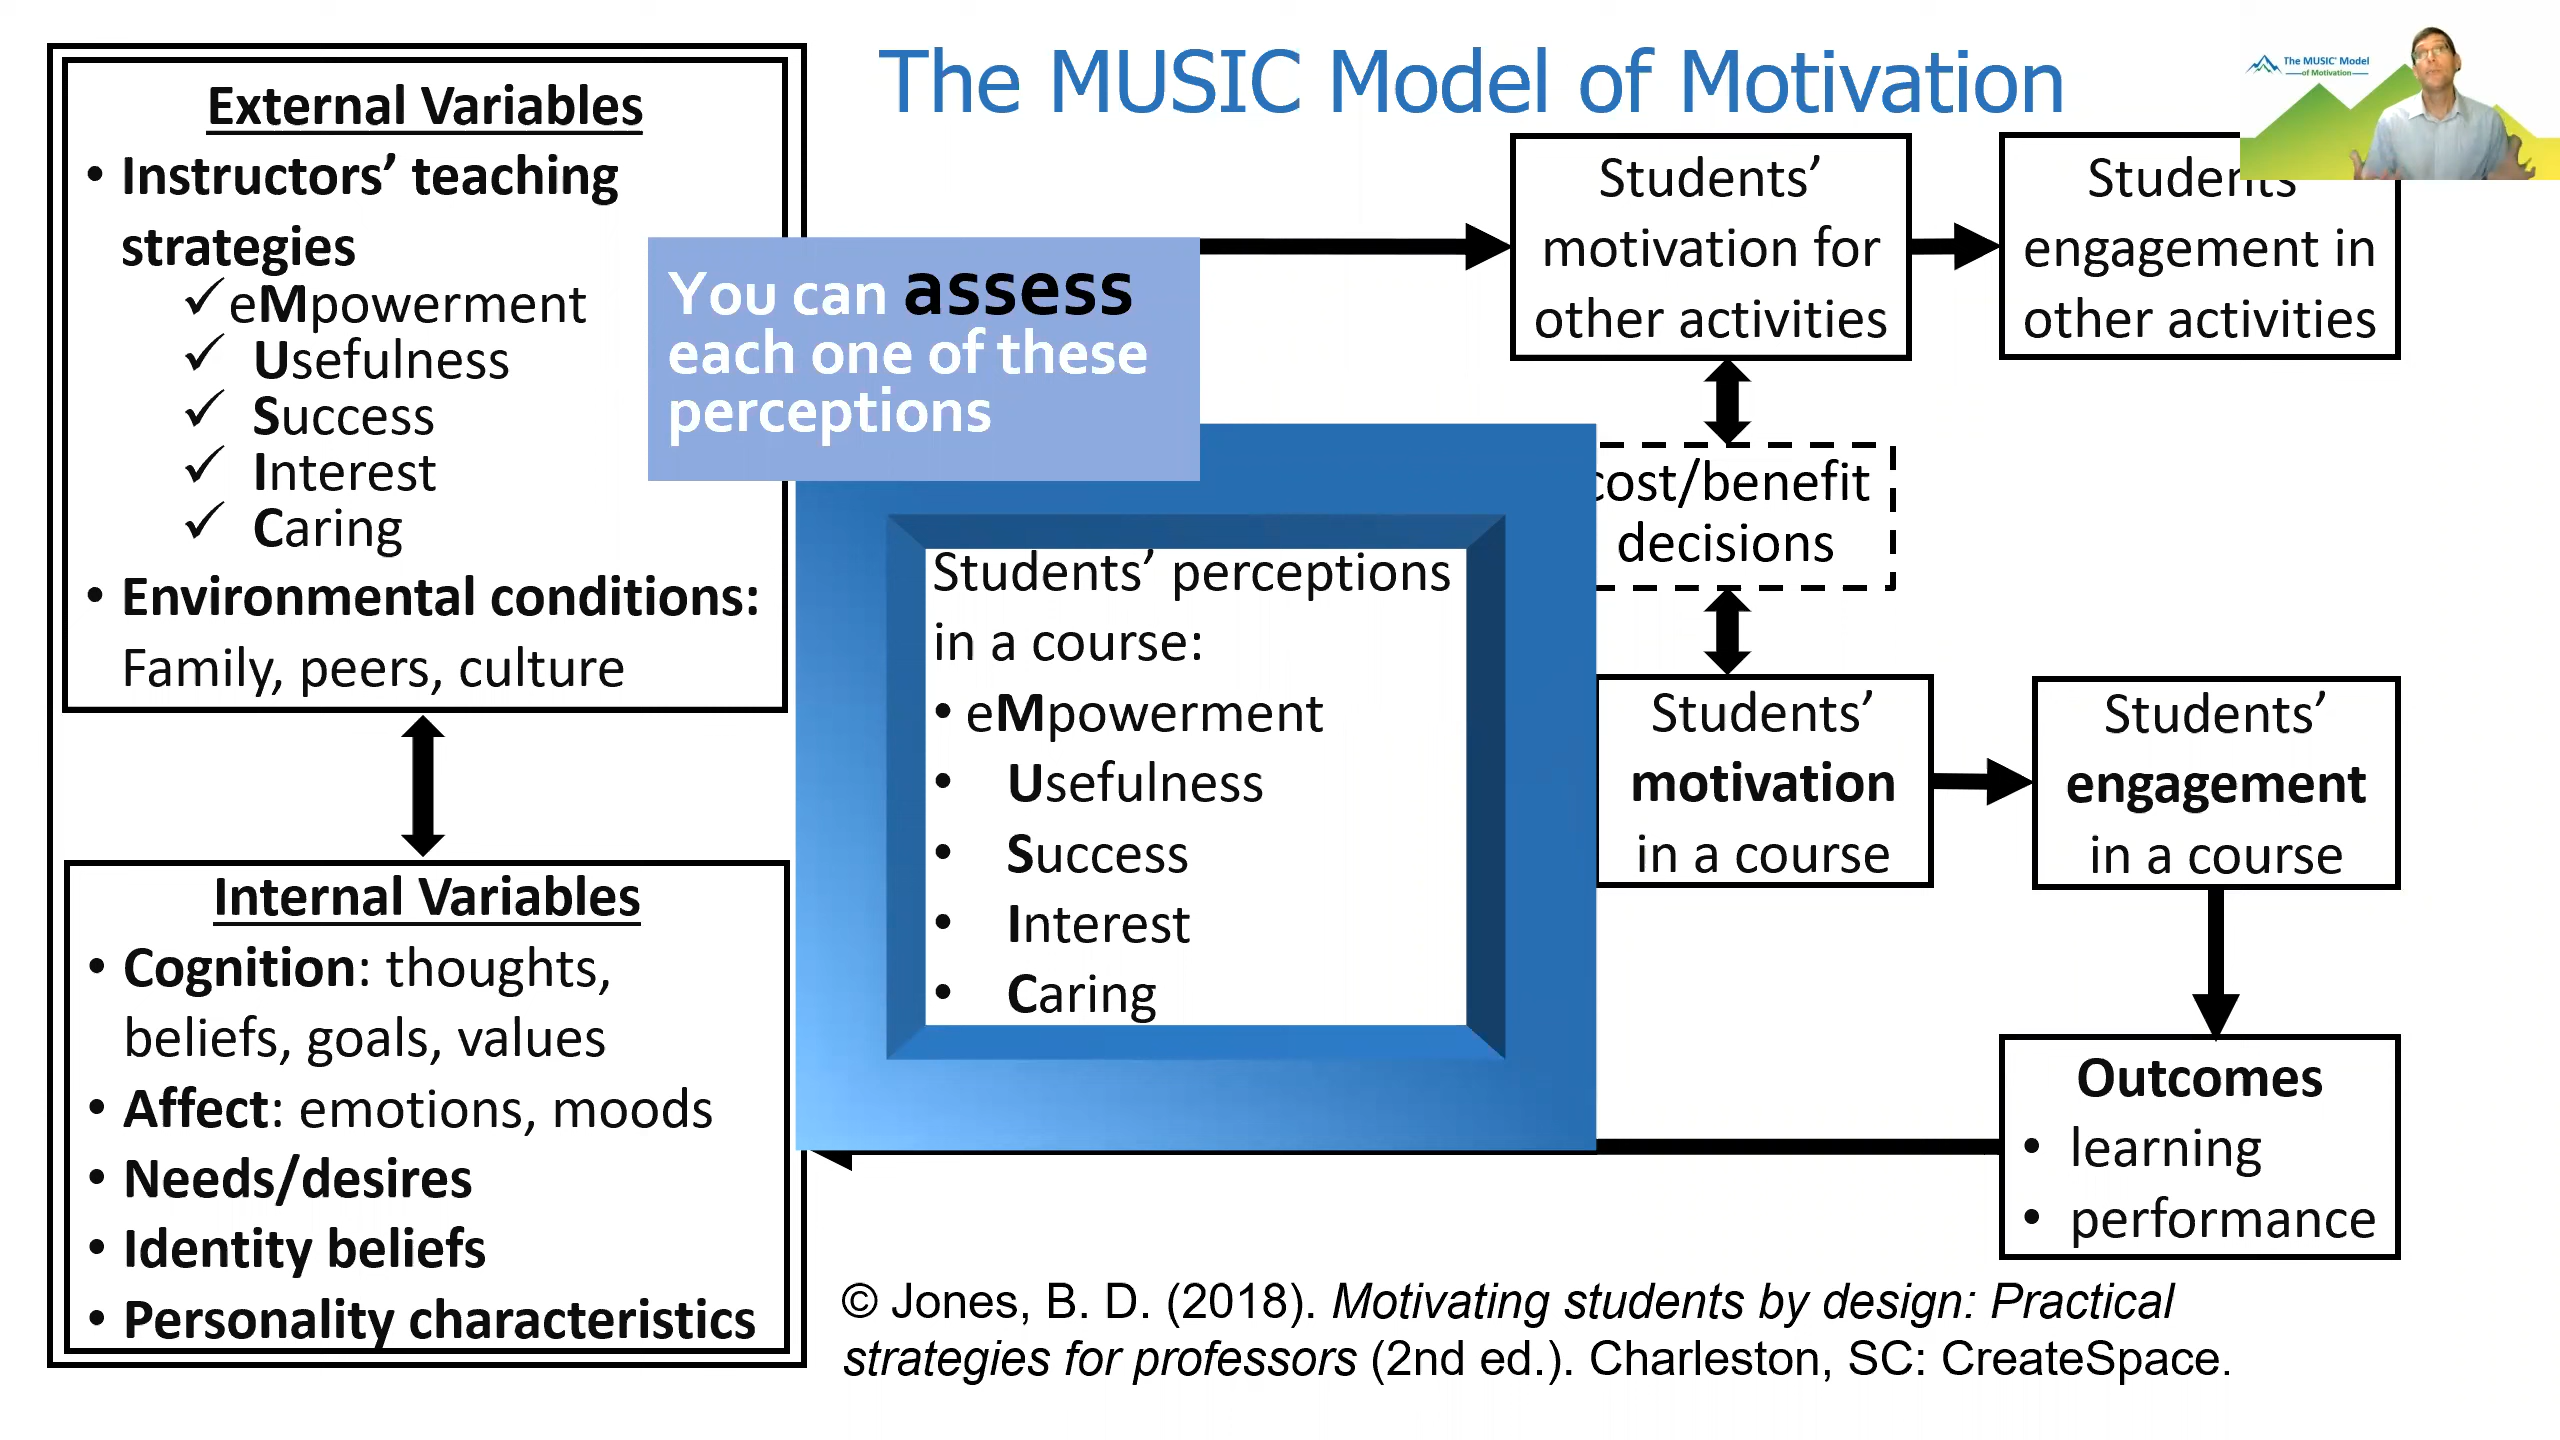 The MUSIC Model of Motivation
The MUSIC® Model
of Motivation
External Variables
• Instructors’ teaching
strategies
✓ eMpowerment
✓ Usefulness
✓ Success
✓ Interest
✓ Caring
• Environmental conditions:
Family, peers, culture
Internal Variables
• Cognition: thoughts,
beliefs, goals, values
• Affect: emotions, moods
• Needs/desires
• Identity beliefs
• Personality characteristics
You can assess
each one of these
perceptions
Students’ perceptions
in a course:
• eMpowerment
• Usefulness
• Success
• Interest
• Caring
Students’
motivation for
other activities
Students’
engagement in
other activities
cost/benefit
decisions
Students’
motivation
in a course
Students’
engagement
in a course
Outcomes
• learning
• performance
© Jones, B. D. (2018). Motivating students by design: Practical
strategies for professors (2nd ed.). Charleston, SC: CreateSpace.